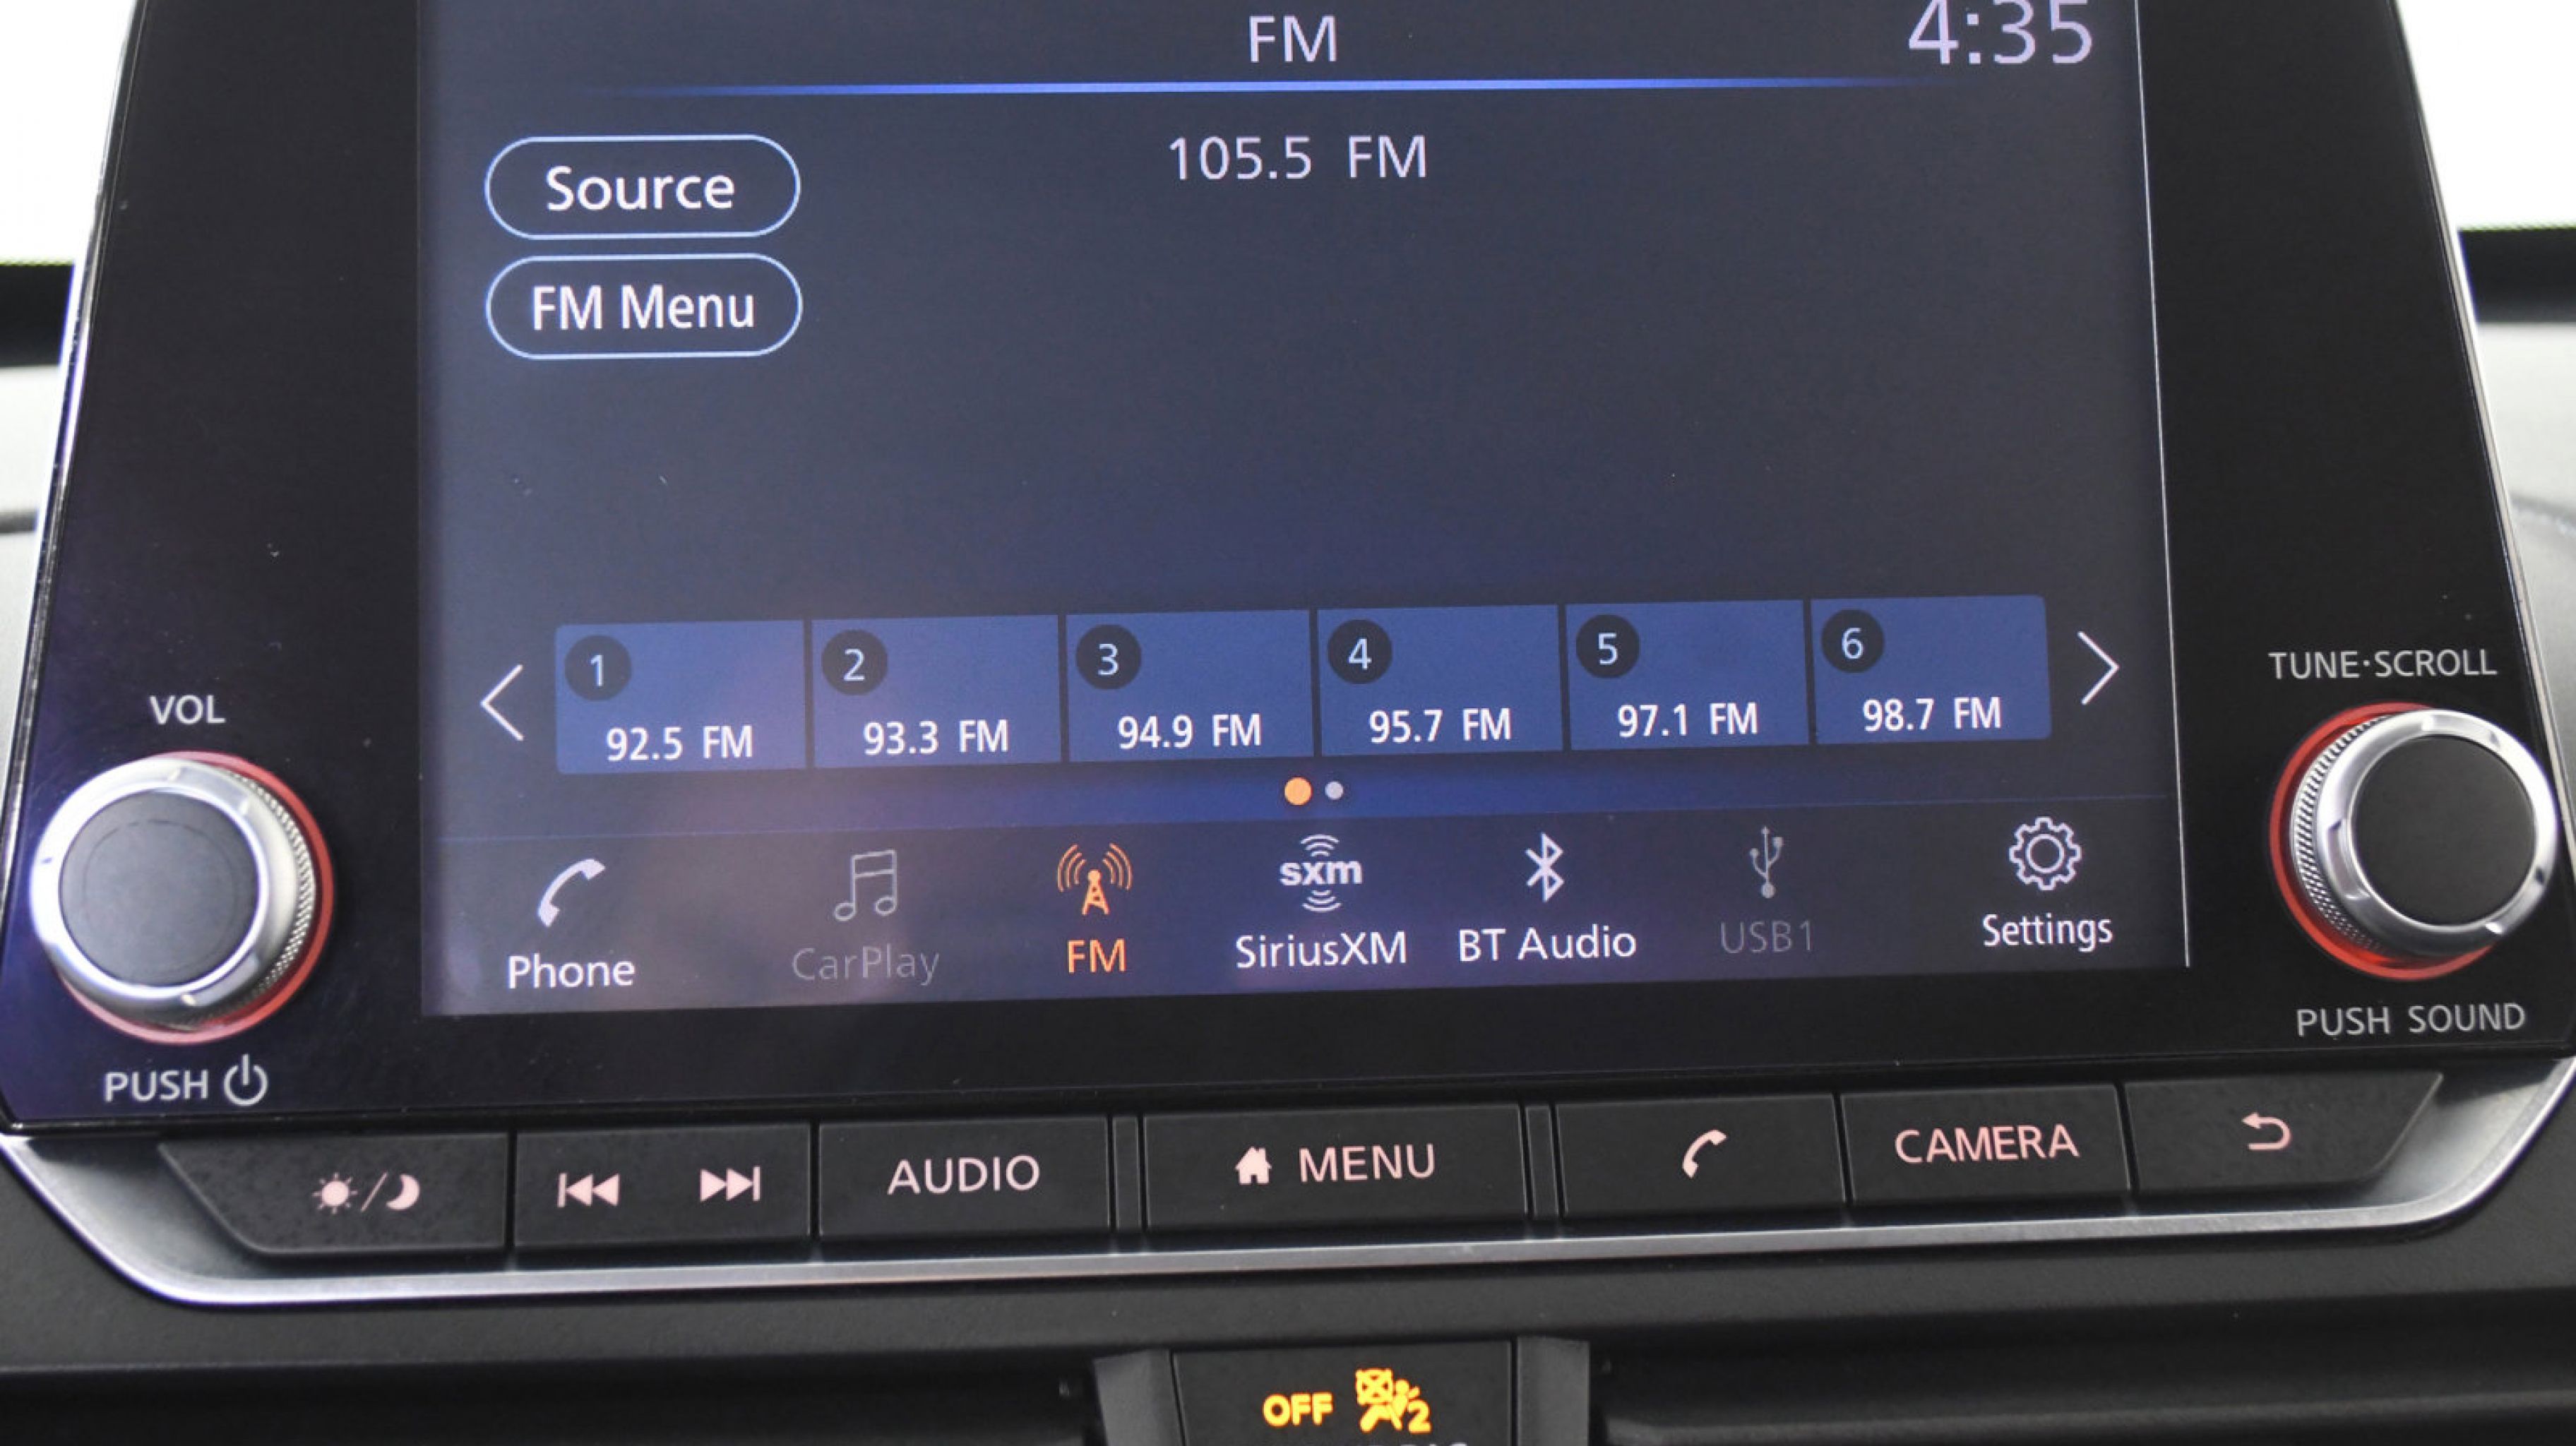 FM
4:35
105.5 FM
Source
FM Menu
1
2
3
4
5
6
92.5 FM
93.3 FM
94.9 FM
95.7 FM
97.1 FM
98.7 FM
VOL
TUNE·SCROLL
sxm
Phone
CarPlay
FM
SiriusXM
BT Audio
USB1
Settings
PUSH
PUSH SOUND
AUDIO
MENU
CAMERA
OFF
2